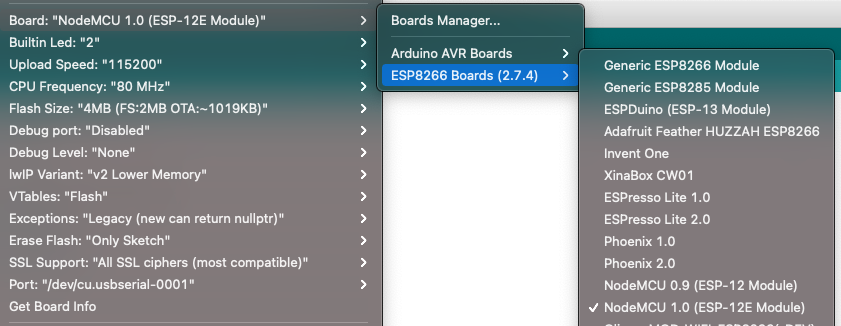 Board: "NodeMCU 1.0 (ESP-12E Module)"
Builtin Led: "2"
Upload Speed: "115200"
CPU Frequency: "80 MHz"
Flash Size: "4MB (FS:2MB OTA:~1019KB)"
Debug port: "Disabled"
Debug Level: "None"
lwIP Variant: "v2 Lower Memory"
VTables: "Flash"
Exceptions: "Legacy (new can return nullptr)"
Erase Flash: "Only Sketch"
SSL Support: "All SSL ciphers (most compatible)"
Port: "/dev/cu.usbserial-0001"
Get Board Info
Boards Manager...
Arduino AVR Boards
ESP8266 Boards (2.7.4)
Generic ESP8266 Module
Generic ESP8285 Module
ESPDuino (ESP-13 Module)
Adafruit Feather HUZZAH ESP8266
Invent One
XinaBox CW01
ESPresso Lite 1.0
ESPresso Lite 2.0
Phoenix 1.0
Phoenix 2.0
NodeMCU 0.9 (ESP-12 Module)
NodeMCU 1.0 (ESP-12E Module)